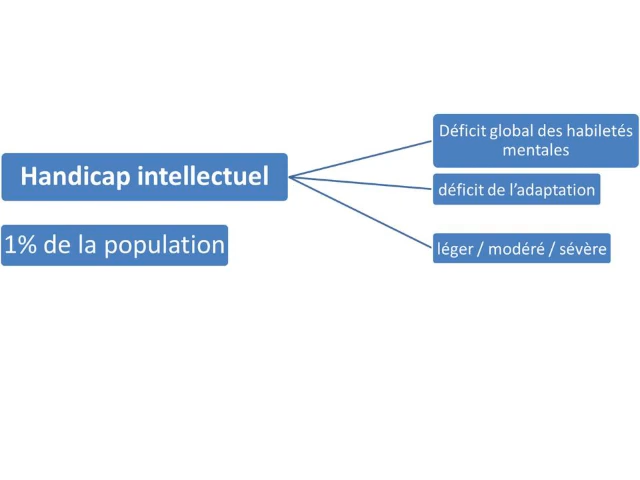 Déficit global des habiletés
mentales
Handicap intellectuel
déficit de l’adaptation
1% de la population
léger / modéré / sévère